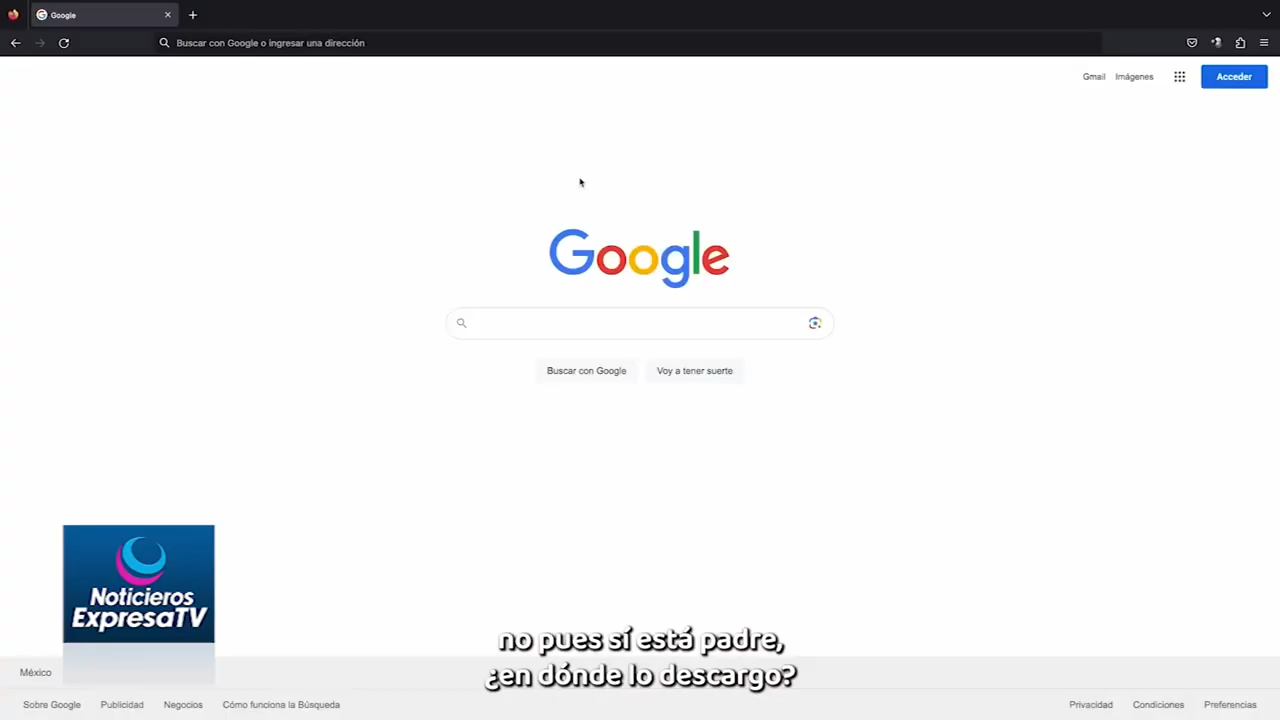 Google
Buscar con Google o ingresar una dirección
Gmail
Imágenes
Acceder
Google
Buscar con Google
Voy a tener suerte
Noticieros
ExpresaTV
no pues sí está padre,
¿en dónde lo descargo?
México
Sobre Google
Publicidad
Negocios
Cómo funciona la Búsqueda
Privacidad
Condiciones
Preferencias